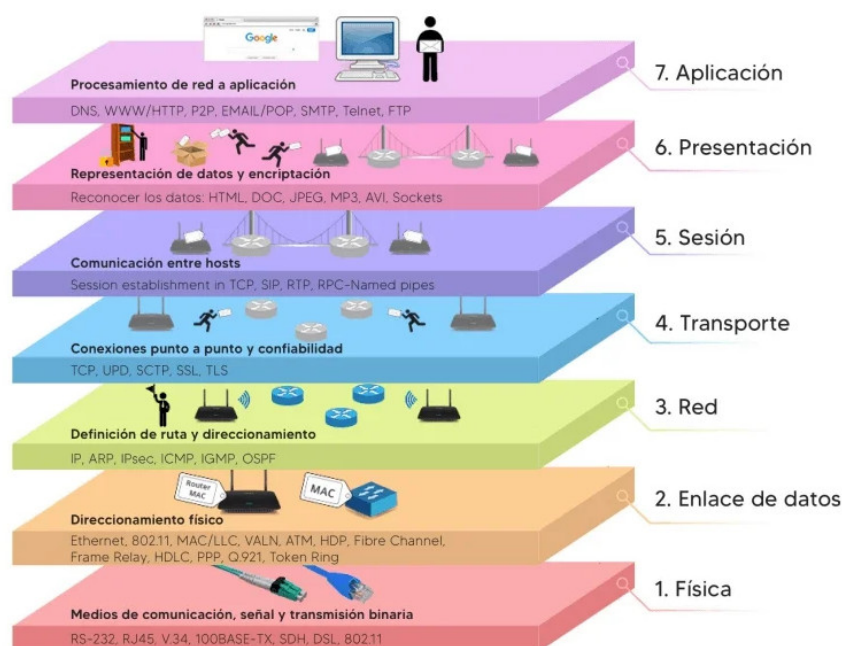 Google
Procesamiento de red a aplicación
DNS, WWW/HTTP, P2P, EMAIL/POP, SMTP, Telnet, FTP
7. Aplicación
Representación de datos y encriptación
Reconocer los datos: HTML, DOC, JPEG, MP3, AVI, Sockets
6. Presentación
Comunicación entre hosts
Session establishment in TCP, SIP, RTP, RPC-Named pipes
5. Sesión
Conexiones punto a punto y confiabilidad
TCP, UPD, SCTP, SSL, TLS
4. Transporte
Definición de ruta y direccionamiento
IP, ARP, IPsec, ICMP, IGMP, OSPF
3. Red
Router
MAC
MAC
Direccionamiento físico
Ethernet, 802.11, MAC/LLC, VALN, ATM, HDP, Fibre Channel,
Frame Relay, HDLC, PPP, Q.921, Token Ring
2. Enlace de datos
Medios de comunicación, señal y transmisión binaria
RS-232, RJ45, V.34, 100BASE-TX, SDH, DSL, 802.11
1. Física